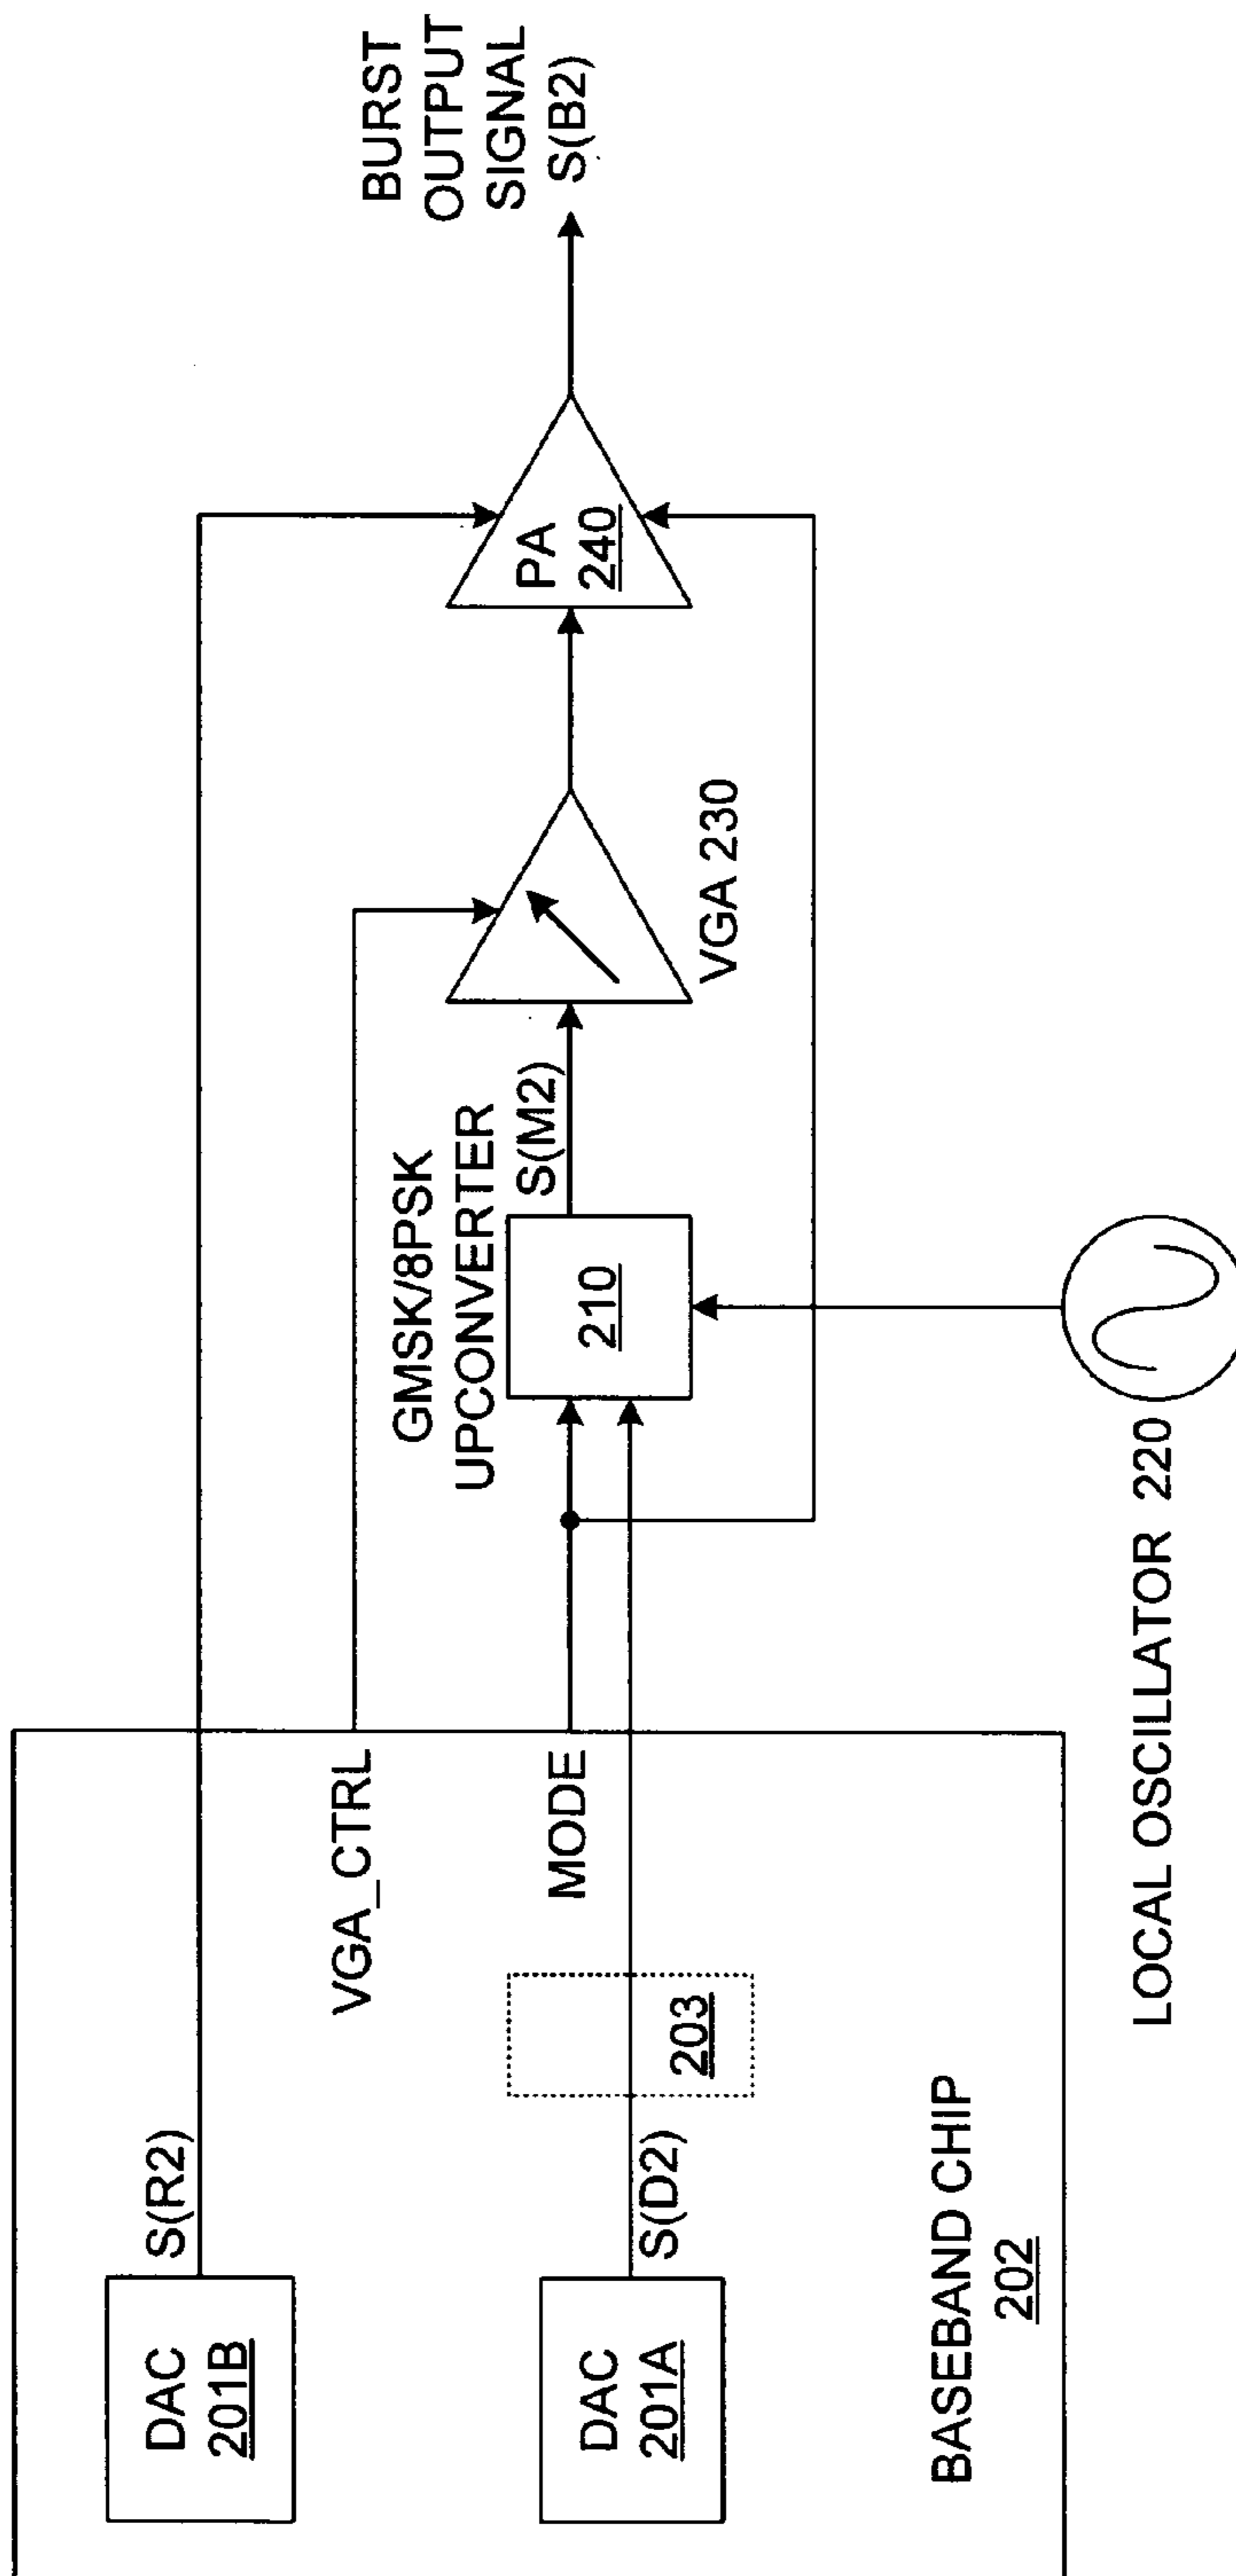 DAC
201B
S(R2)
VGA_CTRL
MODE
DAC
201A
S(D2)
203
BASEBAND CHIP
202
GMSK/8PSK
UPCONVERTER
210
S(M2)
LOCAL OSCILLATOR 220
VGA 230
PA
240
BURST
OUTPUT
SIGNAL
S(B2)